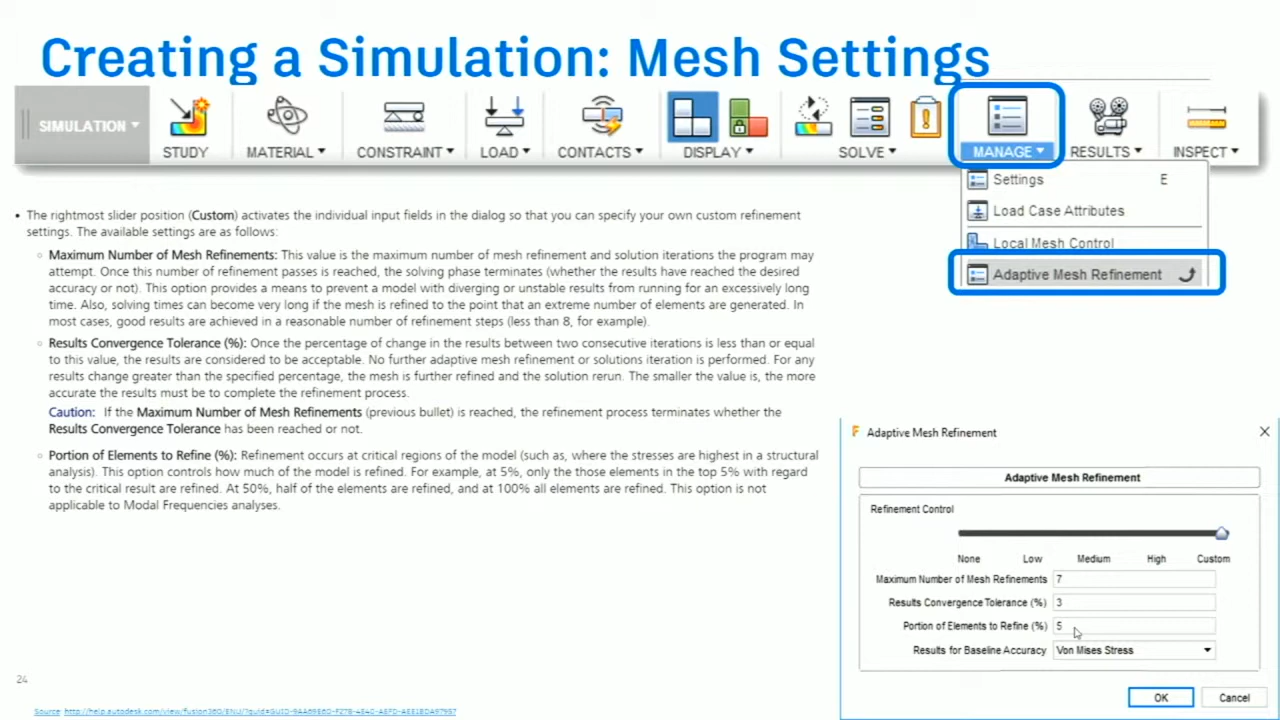 Creating a Simulation: Mesh Settings
SIMULATION
STUDY
MATERIAL
CONSTRAINT
LOAD
CONTACTS
DISPLAY
SOLVE
MANAGE
RESULTS
INSPECT
Settings E
Load Case Attributes
Local Mesh Control
Adaptive Mesh Refinement
• The rightmost slider position (Custom) activates the individual input fields in the dialog so that you can specify your own custom refinement
settings. The available settings are as follows:
Maximum Number of Mesh Refinements: This value is the maximum number of mesh refinement and solution iterations the program may
attempt. Once this number of refinement passes is reached, the solving phase terminates (whether the results have reached the desired
accuracy or not). This option provides a means to prevent a model with diverging or unstable results from running for an excessively long
time. Also, solving times can become very long if the mesh is refined to the point that an extreme number of elements are generated. In
most cases, good results are achieved in a reasonable number of refinement steps (less than 8, for example).
Results Convergence Tolerance (%): Once the percentage of change in the results between two consecutive iterations is less than or equal
to this value, the results are considered to be acceptable. No further adaptive mesh refinement or solutions iteration is performed. For any
results change greater than the specified percentage, the mesh is further refined and the solution rerun. The smaller the value is, the more
accurate the results must be to complete the refinement process.
Caution: If the Maximum Number of Mesh Refinements (previous bullet) is reached, the refinement process terminates whether the
Results Convergence Tolerance has been reached or not.
Portion of Elements to Refine (%): Refinement occurs at critical regions of the model (such as, where the stresses are highest in a structural
analysis). This option controls how much of the model is refined. For example, at 5%, only the those elements in the top 5% with regard
to the critical result are refined. At 50%, half of the elements are refined, and at 100% all elements are refined. This option is not
applicable to Modal Frequencies analyses.
Adaptive Mesh Refinement
Adaptive Mesh Refinement
Refinement Control
None Low Medium High Custom
Maximum Number of Mesh Refinements 7
Results Convergence Tolerance (%) 3
Portion of Elements to Refine (%) 5
Results for Baseline Accuracy Von Mises Stress
OK Cancel
24
Source